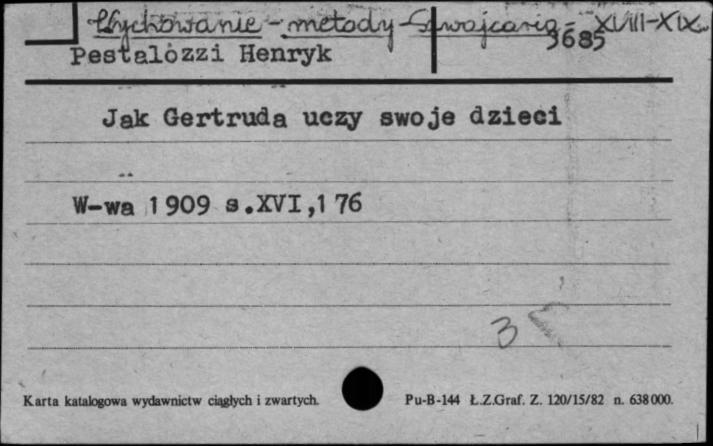 Wychowanie - metody - Szwajcaria - XVIII-XIX w.
3685
Pestalozzi Henryk
Jak Gertruda uczy swoje dzieci
W-wa 1909 s.XVI,176
3
Karta katalogowa wydawnictw ciągłych i zwartych.
Pu-B-144 Ł.Z.Graf. Z. 120/15/82 n. 638000.